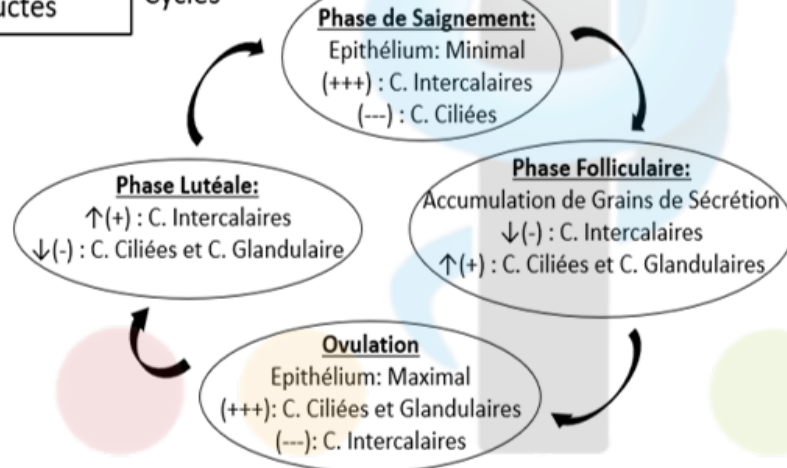 uctes
Cycles
Phase de Saignement:
Epithélium: Minimal
(+++) : C. Intercalaires
(---) : C. Ciliées
Phase Folliculaire:
Accumulation de Grains de Sécrétion
↓(-) : C. Intercalaires
↑(+) : C. Ciliées et C. Glandulaires
Phase Lutéale:
↑(+) : C. Intercalaires
↓(-) : C. Ciliées et C. Glandulaire
Ovulation
Epithélium: Maximal
(+++): C. Ciliées et Glandulaires
(---): C. Intercalaires